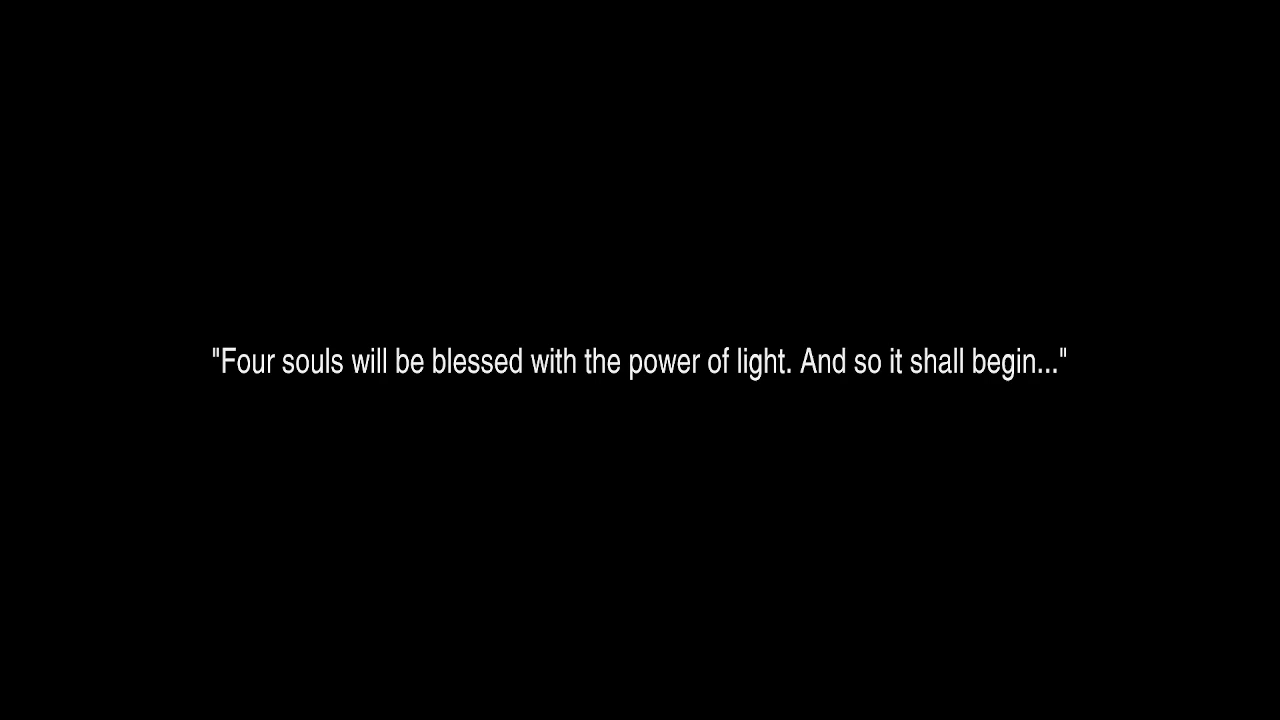 "Four souls will be blessed with the power of light. And so it shall begin..."